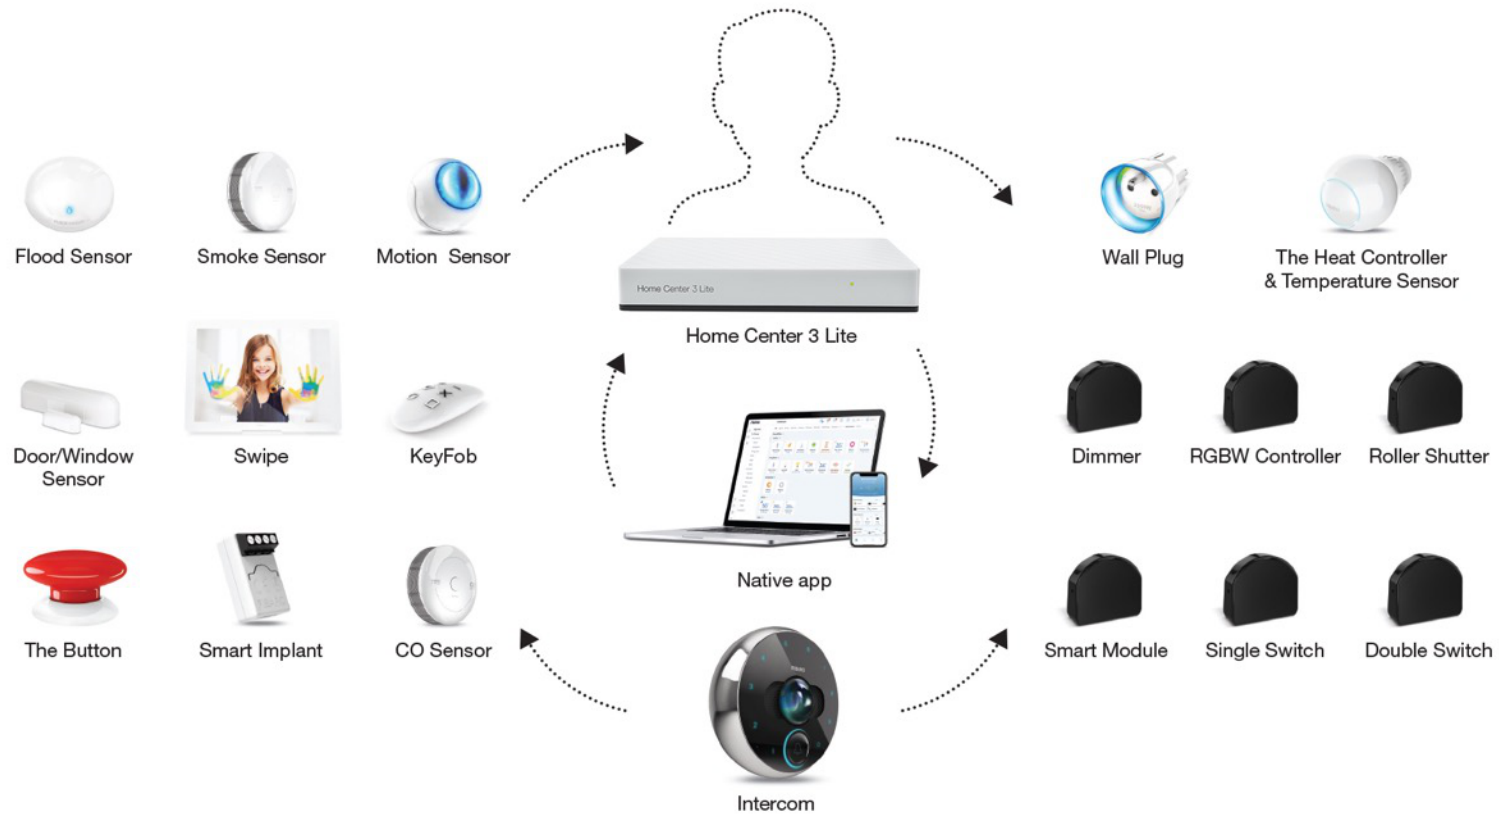 Flood Sensor
Smoke Sensor
Motion Sensor
Wall Plug
The Heat Controller
& Temperature Sensor
Home Center 3 Lite
Home Center 3 Lite
Door/Window
Sensor
Swipe
KeyFob
Dimmer
RGBW Controller
Roller Shutter
Native app
The Button
Smart Implant
CO Sensor
Smart Module
Single Switch
Double Switch
Intercom